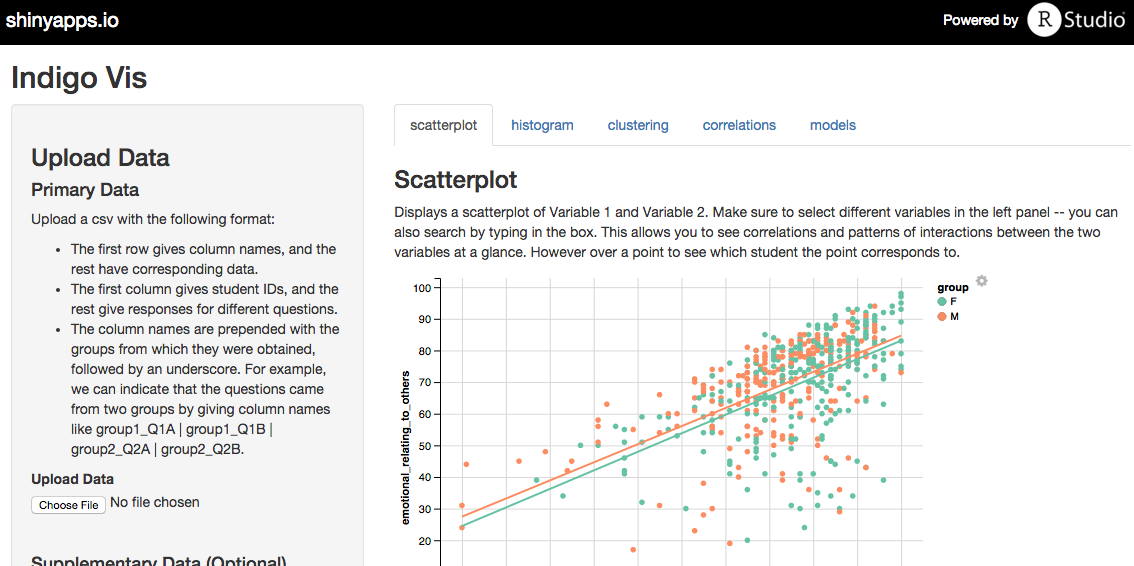 shinyapps.io
Powered by R Studio
Indigo Vis
Upload Data
Primary Data
Upload a csv with the following format:
The first row gives column names, and the
rest have corresponding data.
The first column gives student IDs, and the
rest give responses for different questions.
The column names are prepended with the
groups from which they were obtained,
followed by an underscore. For example,
we can indicate that the questions came
from two groups by giving column names
like group1_Q1A | group1_Q1B |
group2_Q2A | group2_Q2B.
Upload Data
Choose File No file chosen
Supplementary Data (Optional)
scatterplot histogram clustering correlations models
Scatterplot
Displays a scatterplot of Variable 1 and Variable 2. Make sure to select different variables in the left panel -- you can
also search by typing in the box. This allows you to see correlations and patterns of interactions between the two
variables at a glance. However over a point to see which student the point corresponds to.
emotional_relating_to_others
100
90
80
70
60
50
40
30
20
group
F
M